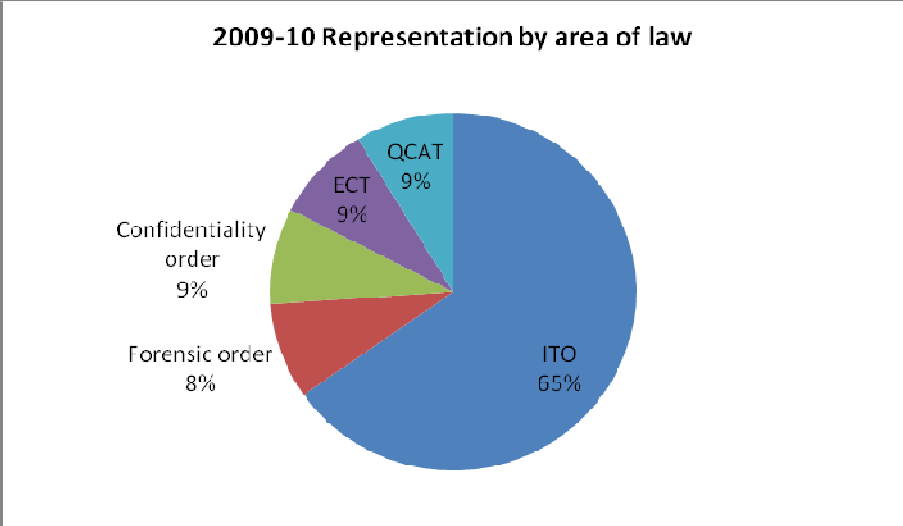 2009-10 Representation by area of law
QCAT
9%
ECT
9%
Confidentiality
order
9%
Forensic order
8%
ITO
65%